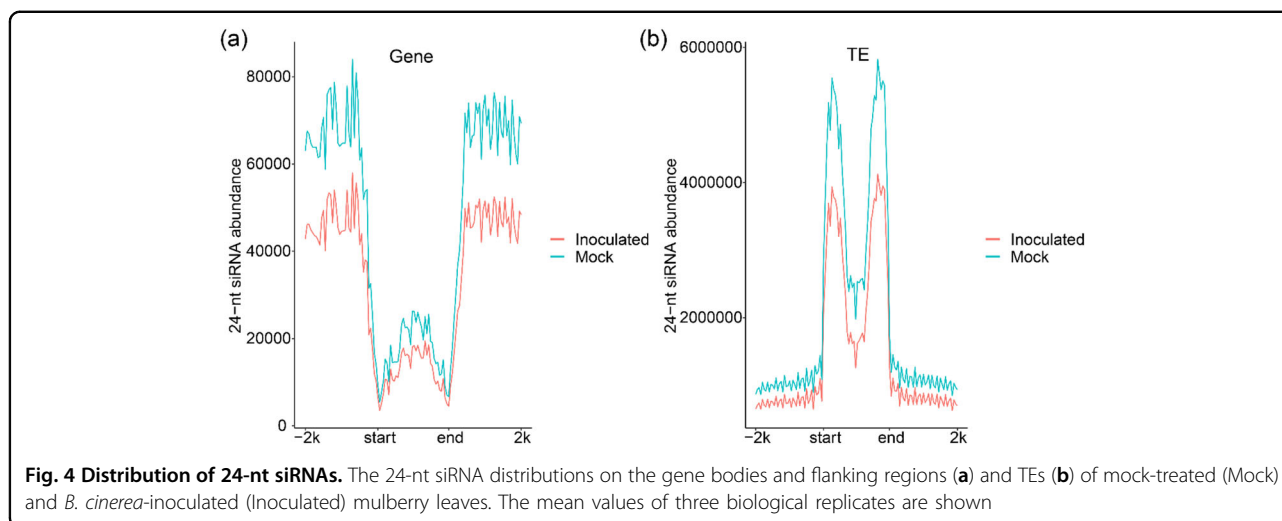 (a)
Gene
24-nt siRNA abundance
80000
60000
40000
20000
0
-2k
start
end
2k
Inoculated
Mock
(b)
TE
24-nt siRNA abundance
6000000
4000000
2000000
-2k
start
end
2k
Inoculated
Mock
Fig. 4 Distribution of 24-nt siRNAs. The 24-nt siRNA distributions on the gene bodies and flanking regions (a) and TEs (b) of mock-treated (Mock)
and B. cinerea-inoculated (Inoculated) mulberry leaves. The mean values of three biological replicates are shown